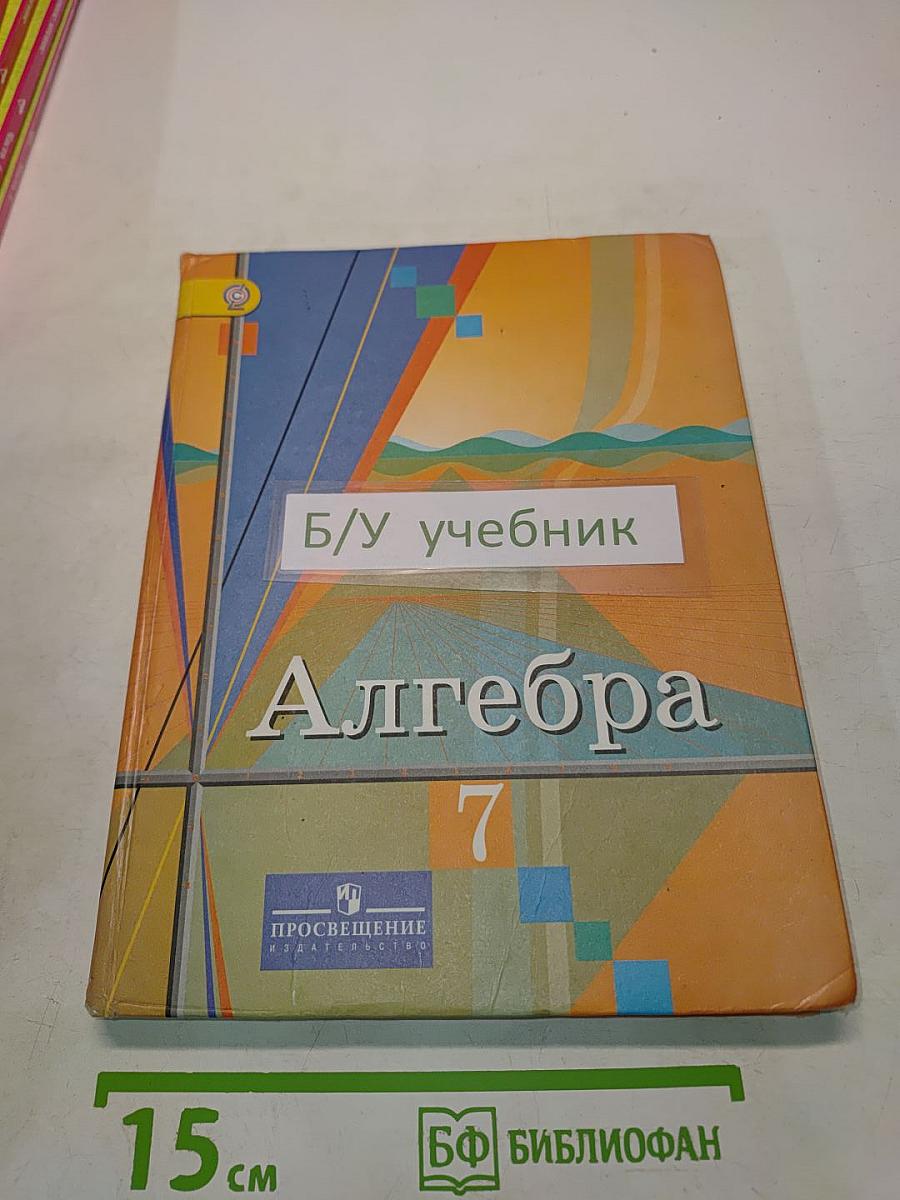 Б/У учебник
Алгебра
7
ПРОСВЕЩЕНИЕ
ИЗДАТЕЛЬСТВО
15 см
БФ БИБЛИОФАН